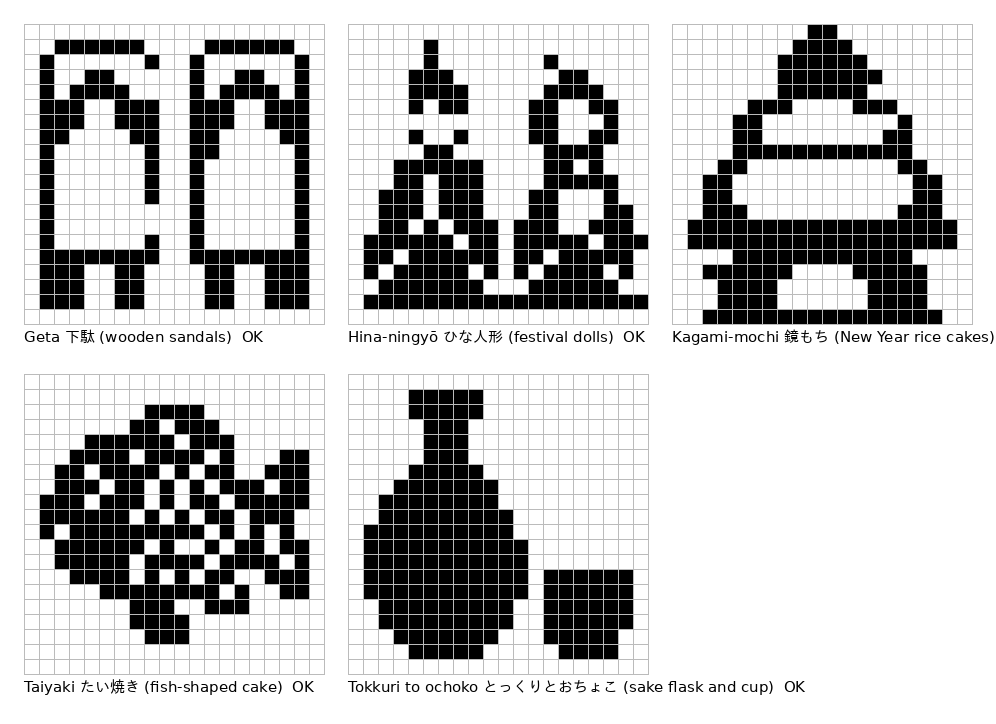 Geta 下駄 (wooden sandals)  OK
Hina-ningyō ひな人形 (festival dolls)  OK
Kagami-mochi 鏡もち (New Year rice cakes)
Taiyaki たい焼き (fish-shaped cake)  OK
Tokkuri to ochoko とっくりとおちょこ (sake flask and cup)  OK